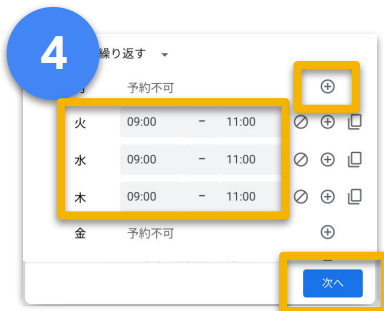 4
繰り返す
予約不可
火 09:00 – 11:00
水 09:00 – 11:00
木 09:00 – 11:00
金 予約不可
次へ